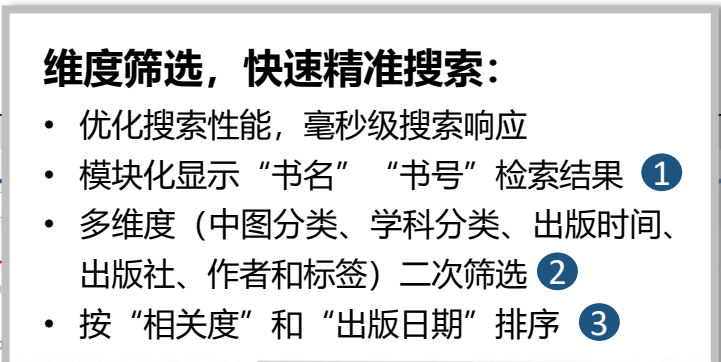 维度筛选，快速精准搜索：
• 优化搜索性能，毫秒级搜索响应
• 模块化显示“书名”“书号”检索结果 1
• 多维度（中图分类、学科分类、出版时间、
出版社、作者和标签）二次筛选 2
• 按“相关度”和“出版日期”排序 3